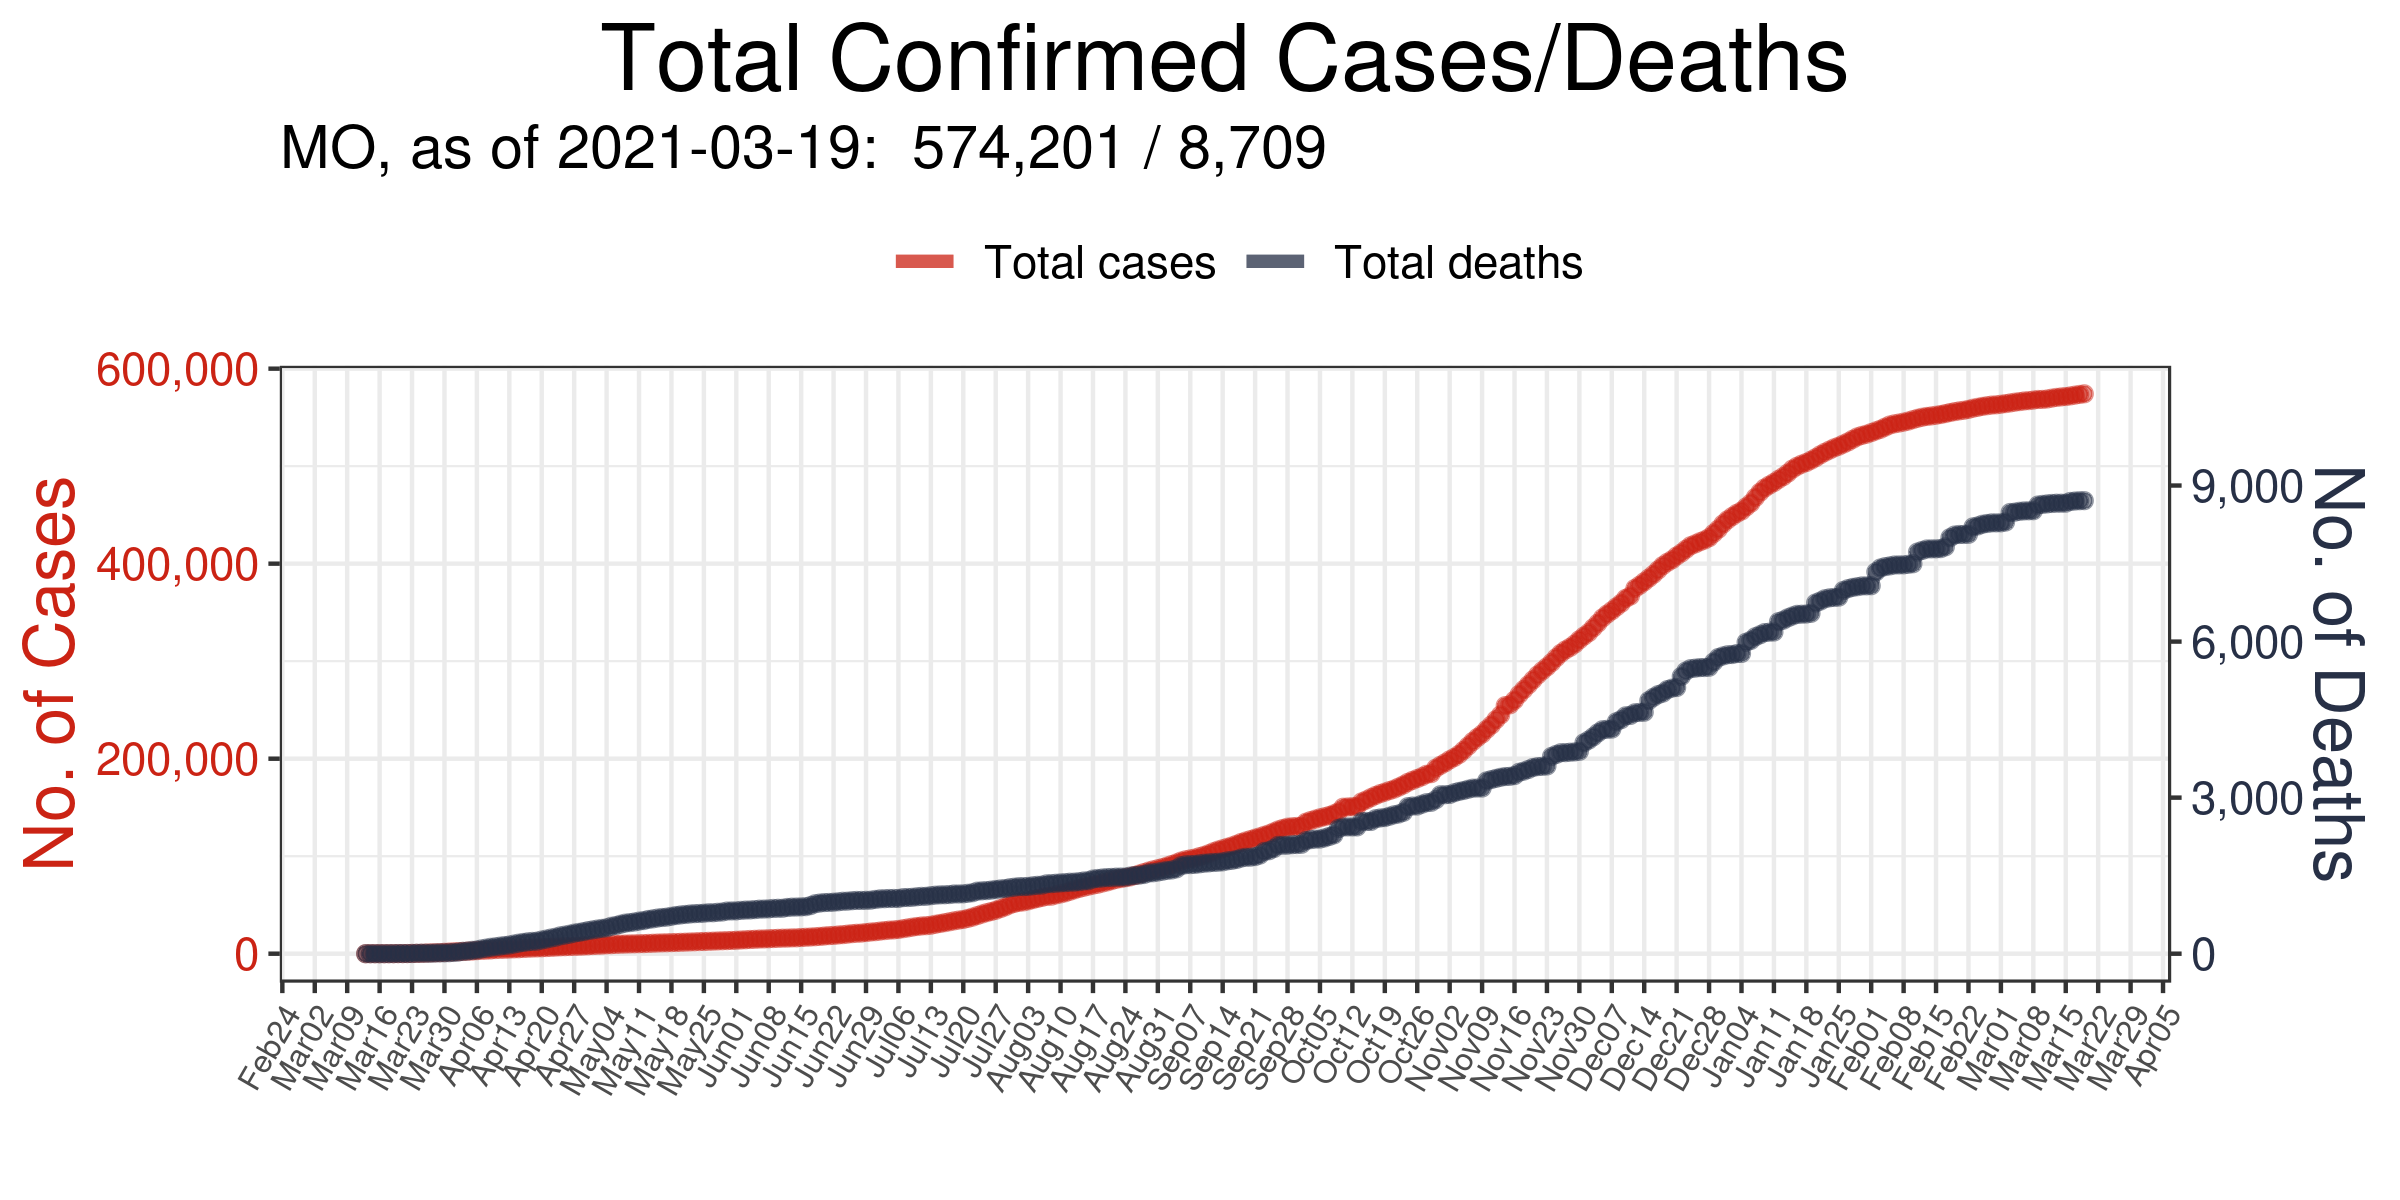 Total Confirmed Cases/Deaths
MO, as of 2021-03-19:  574,201 / 8,709
Total cases
Total deaths
No. of Cases
600,000
400,000
200,000
0
9,000
6,000
3,000
0
No. of Deaths
Feb24
Mar02
Mar09
Mar16
Mar23
Mar30
Apr06
Apr13
Apr20
Apr27
May04
May11
May18
May25
Jun01
Jun08
Jun15
Jun22
Jun29
Jul06
Jul13
Jul20
Jul27
Aug03
Aug10
Aug17
Aug24
Aug31
Sep07
Sep14
Sep21
Sep28
Oct05
Oct12
Oct19
Oct26
Nov02
Nov09
Nov16
Nov23
Nov30
Dec07
Dec14
Dec21
Dec28
Jan04
Jan11
Jan18
Jan25
Feb01
Feb08
Feb15
Feb22
Mar01
Mar08
Mar15
Mar22
Mar29
Apr05